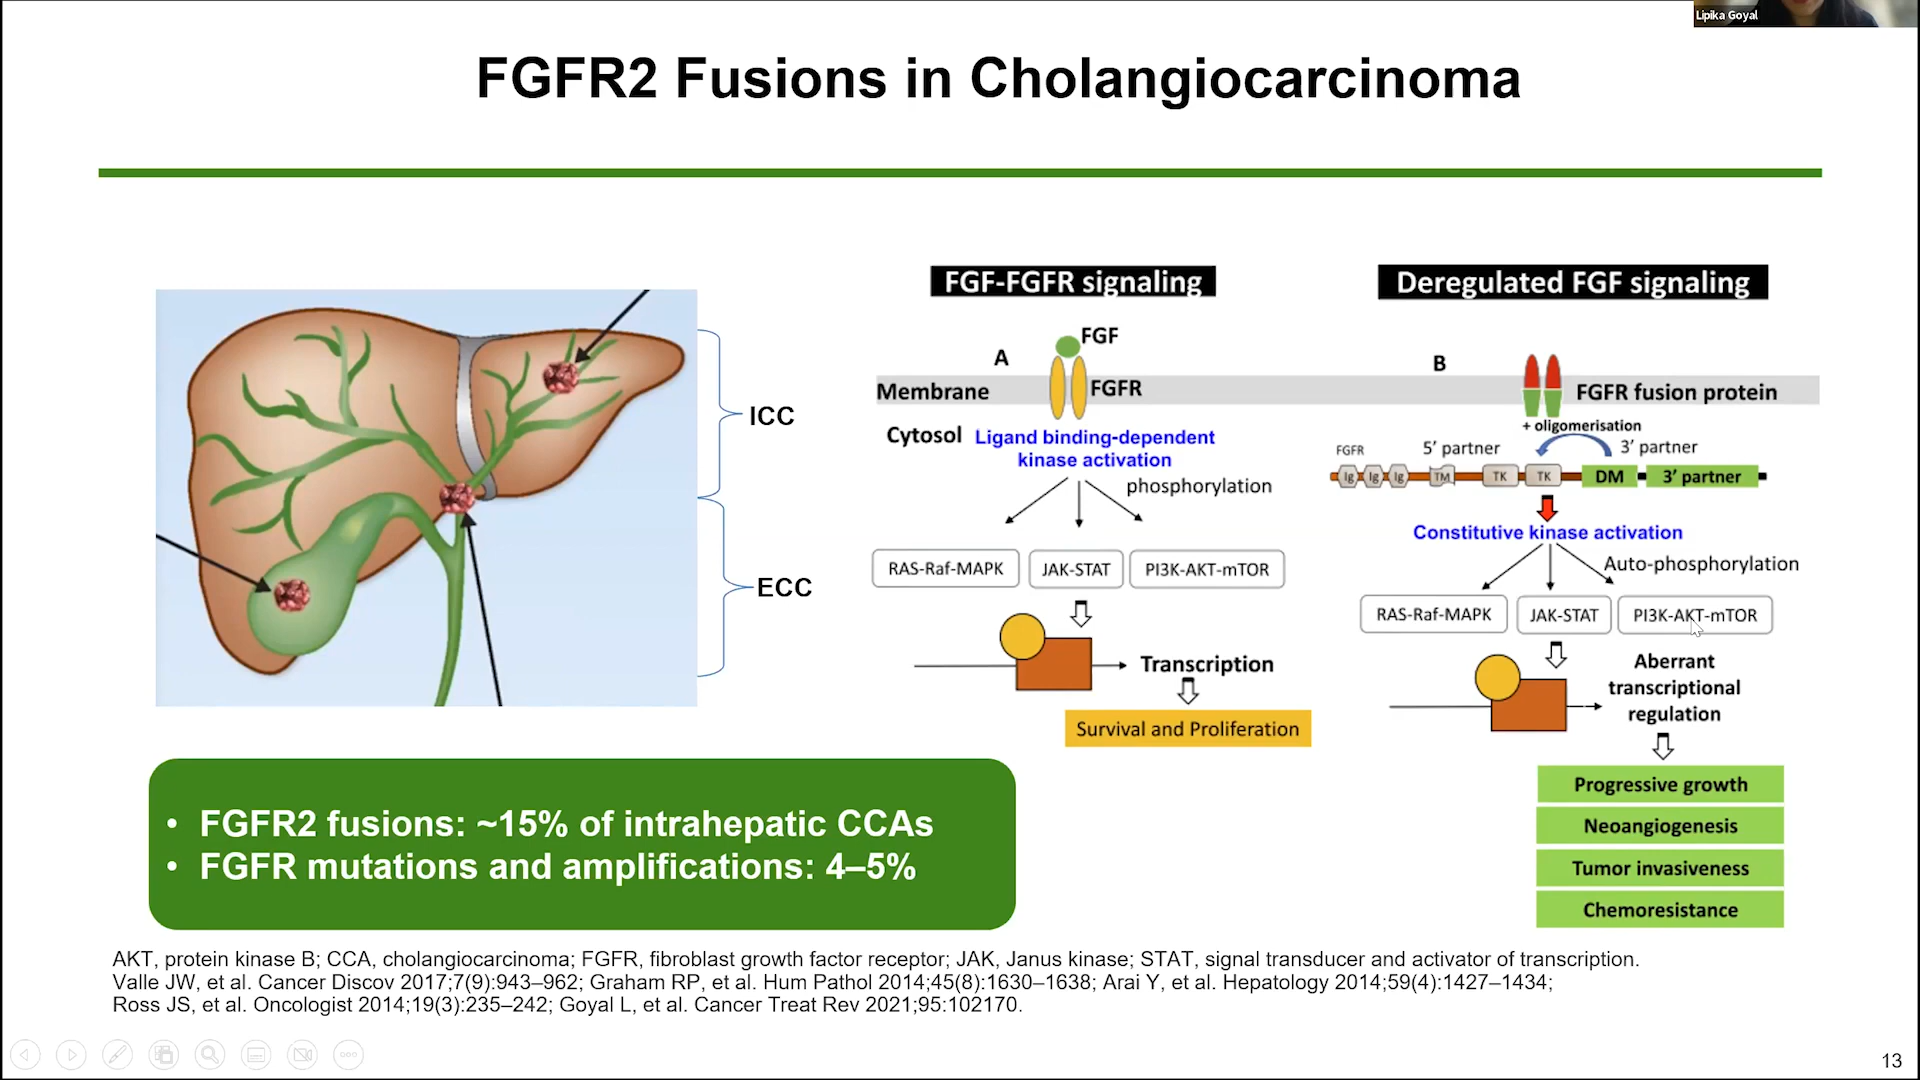 Lipika Goyal
FGFR2 Fusions in Cholangiocarcinoma
ICC
ECC
FGF-FGFR signaling
A
FGF
Membrane
FGFR
Cytosol
Ligand binding-dependent
kinase activation
phosphorylation
RAS-Raf-MAPK
JAK-STAT
PI3K-AKT-mTOR
Transcription
Survival and Proliferation
Deregulated FGF signaling
B
FGFR fusion protein
+ oligomerisation
FGFR
5’ partner
3’ partner
Ig Ig Ig TM TK TK DM 3’ partner
Constitutive kinase activation
Auto-phosphorylation
RAS-Raf-MAPK
JAK-STAT
PI3K-AKT-mTOR
Aberrant
transcriptional
regulation
Progressive growth
Neoangiogenesis
Tumor invasiveness
Chemoresistance
• FGFR2 fusions: ~15% of intrahepatic CCAs
• FGFR mutations and amplifications: 4–5%
AKT, protein kinase B; CCA, cholangiocarcinoma; FGFR, fibroblast growth factor receptor; JAK, Janus kinase; STAT, signal transducer and activator of transcription.
Valle JW, et al. Cancer Discov 2017;7(9):943–962; Graham RP, et al. Hum Pathol 2014;45(8):1630–1638; Arai Y, et al. Hepatology 2014;59(4):1427–1434;
Ross JS, et al. Oncologist 2014;19(3):235–242; Goyal L, et al. Cancer Treat Rev 2021;95:102170.
13